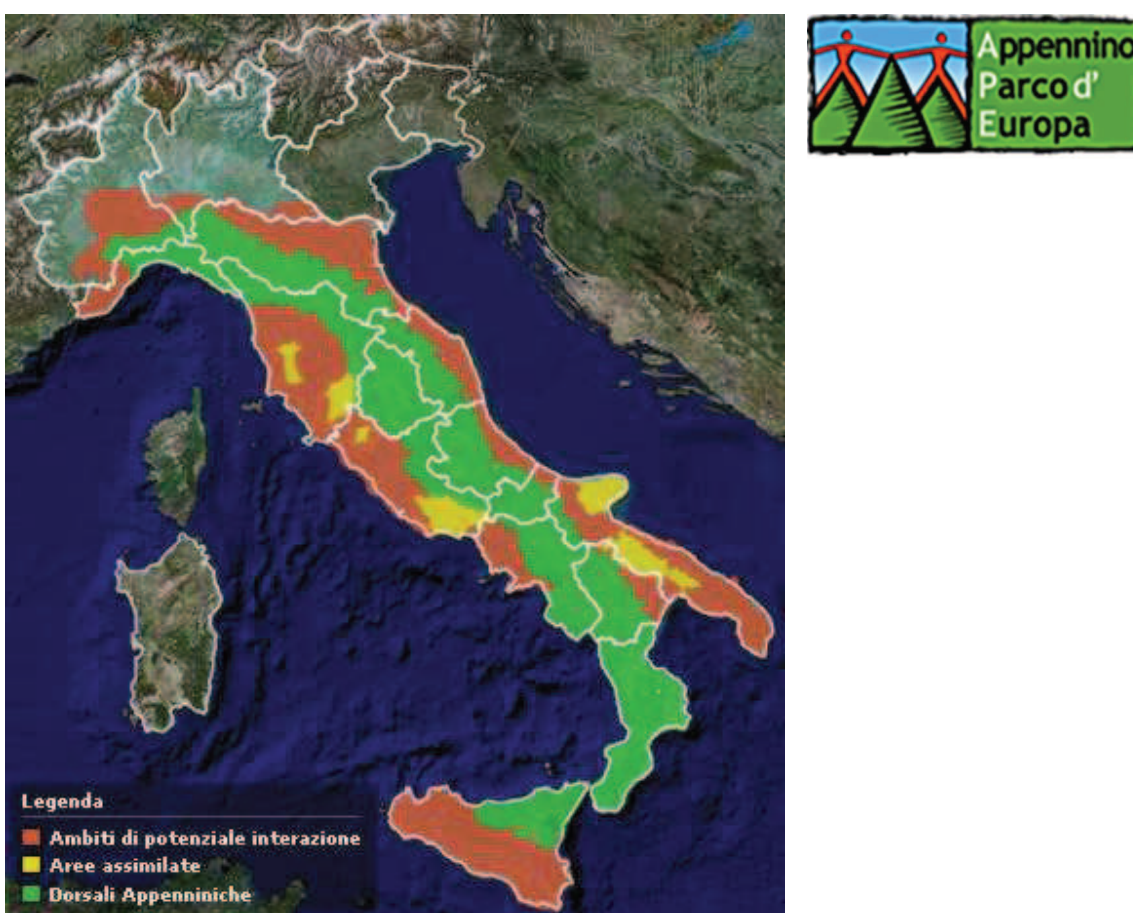 Appennino
Parco d'
Europa
Legenda
Ambiti di potenziale interazione
Aree assimilate
Dorsali Appenniniche